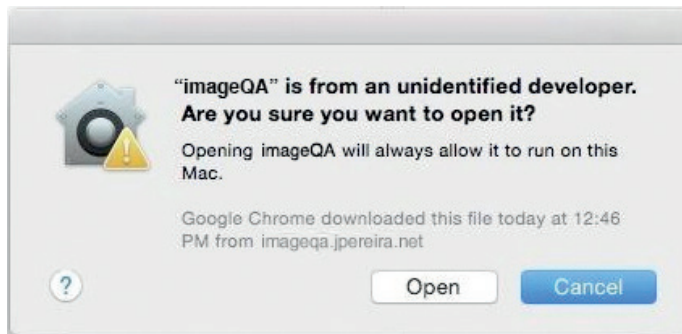 “imageQA” is from an unidentified developer.
Are you sure you want to open it?
Opening imageQA will always allow it to run on this
Mac.
Google Chrome downloaded this file today at 12:46
PM from imageqa.jpereira.net
?
Open
Cancel